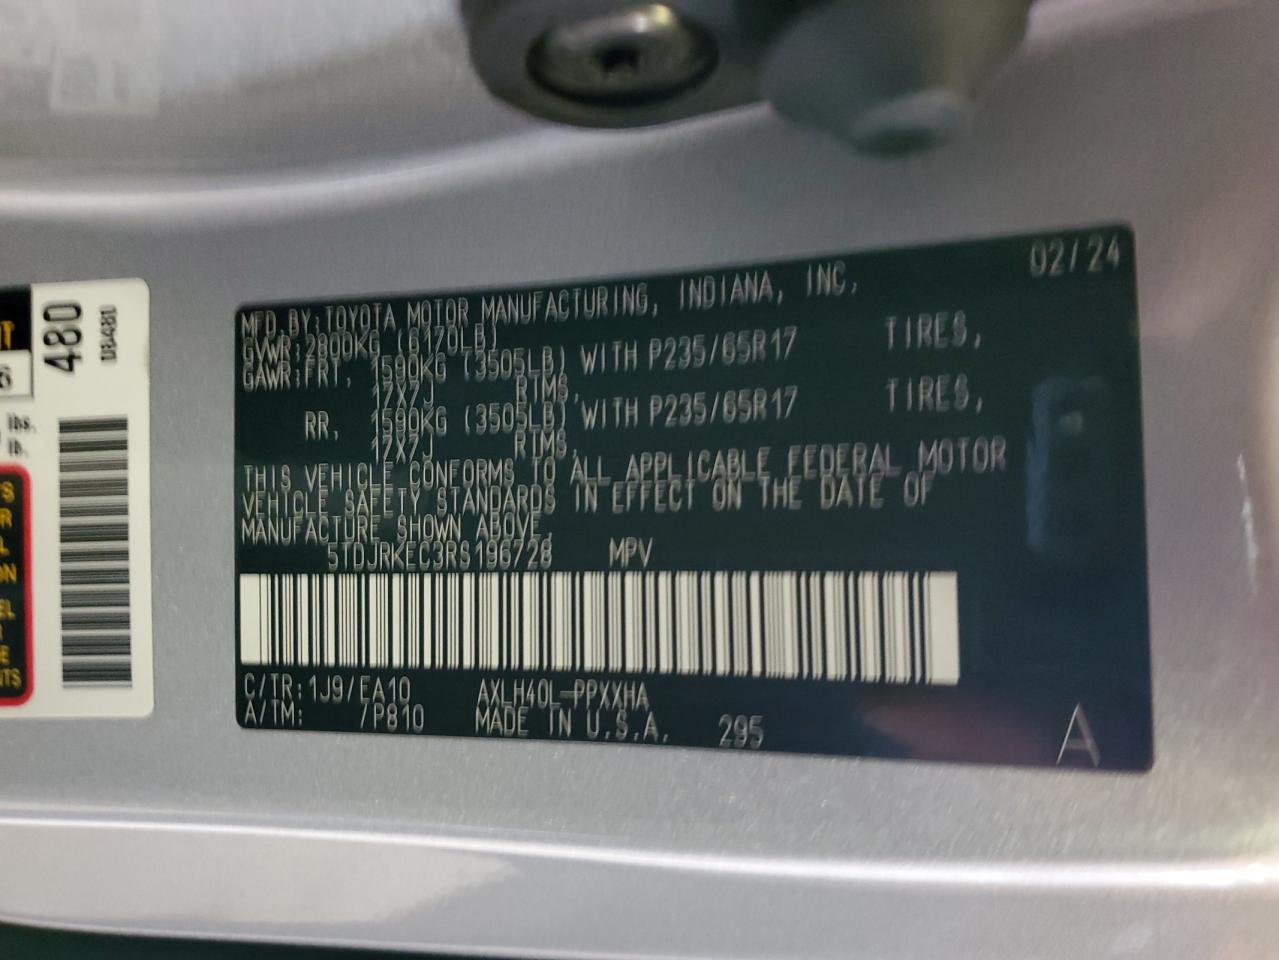 02/24
MFD. BY: TOYOTA MOTOR MANUFACTURING, INDIANA, INC.
GVWR: 2800KG (6170LB)
GAWR: FRT. 1590KG (3505LB) WITH P235/65R17 TIRES,
17X7J RIMS,
RR. 1590KG (3505LB) WITH P235/65R17 TIRES,
17X7J RIMS,
THIS VEHICLE CONFORMS TO ALL APPLICABLE FEDERAL MOTOR
VEHICLE SAFETY STANDARDS IN EFFECT ON THE DATE OF
MANUFACTURE SHOWN ABOVE.
5TDJRKEC3RS196728 MPV
C/TR: 1J9/EA10 AXLH40L-PPXXHA
A/TM: /P810 MADE IN U.S.A. 295
A
480
lbs.
lb.